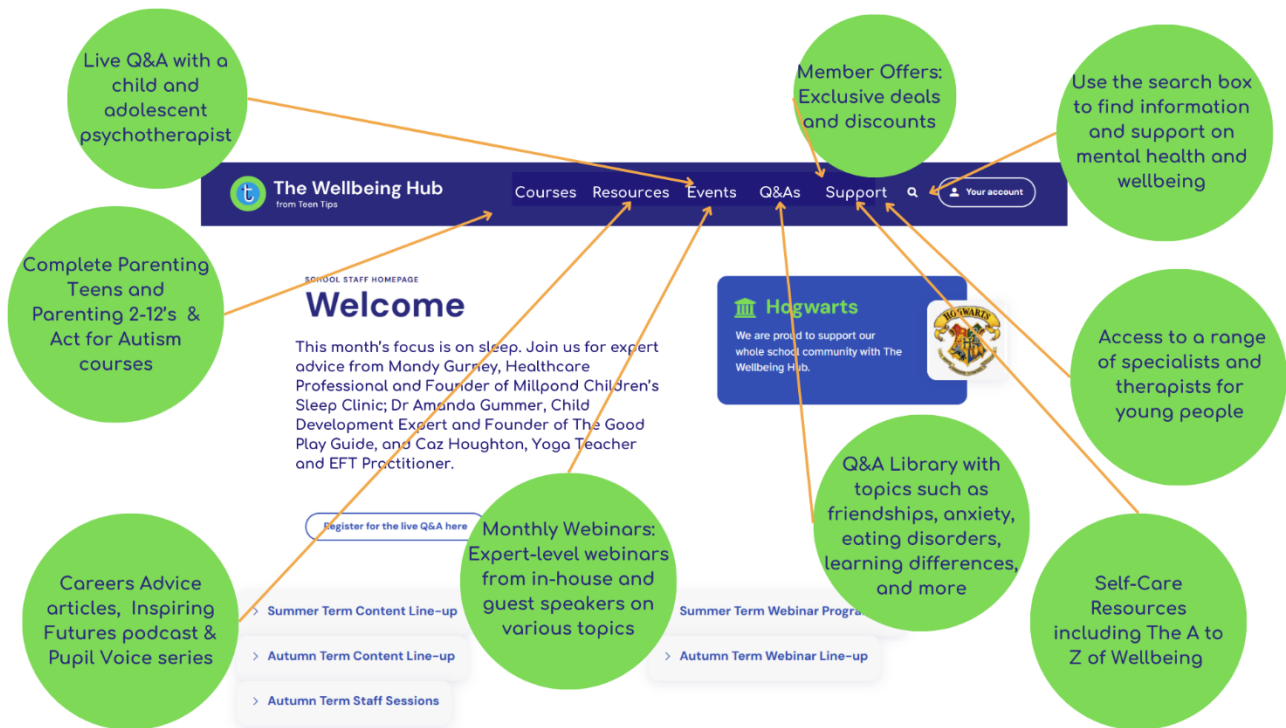 Live Q&A with a
child and
adolescent
psychotherapist
Member Offers:
Exclusive deals
and discounts
Use the search box
to find information
and support on
mental health and
wellbeing
t
The Wellbeing Hub
from Teen Tips
Courses Resources Events Q&As Support
Your account
Complete Parenting
Teens and
Parenting 2-12's & 
Act for Autism
courses
SCHOOL STAFF HOMEPAGE
Welcome
This month's focus is on sleep. Join us for expert
advice from Mandy Gurney, Healthcare
Professional and Founder of Millpond Children's
Sleep Clinic; Dr Amanda Gummer, Child
Development Expert and Founder of The Good
Play Guide, and Caz Houghton, Yoga Teacher
and EFT Practitioner.
Register for the live Q&A here
Hogwarts
We are proud to support our
whole school community with The
Wellbeing Hub.
HOGWARTS
Access to a range
of specialists and
therapists for
young people
Careers Advice
articles, Inspiring
Futures podcast &
Pupil Voice series
Monthly Webinars:
Expert-level webinars
from in-house and
guest speakers on
various topics
Q&A Library with
topics such as
friendships, anxiety,
eating disorders,
learning differences,
and more
Self-Care
Resources
including The A to
Z of Wellbeing
> Summer Term Content Line-up
> Autumn Term Content Line-up
> Autumn Term Staff Sessions
Summer Term Webinar
> Autumn Term Webinar Line-up